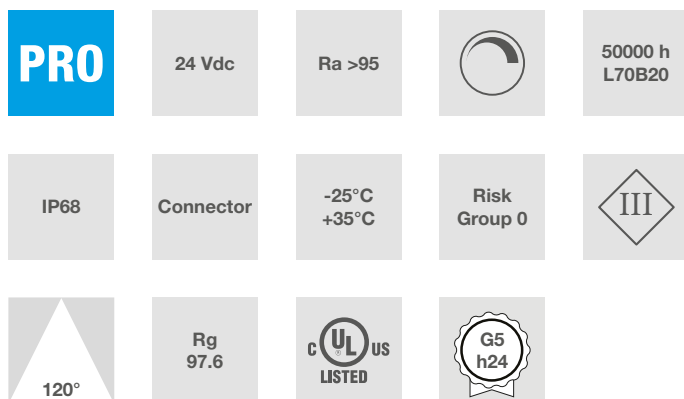 PRO
24 Vdc
Ra >95
50000 h
L70B20
IP68
Connector
-25°C
+35°C
Risk
Group 0
III
120°
Rg
97.6
C UL ® US
LISTED
G5
h24